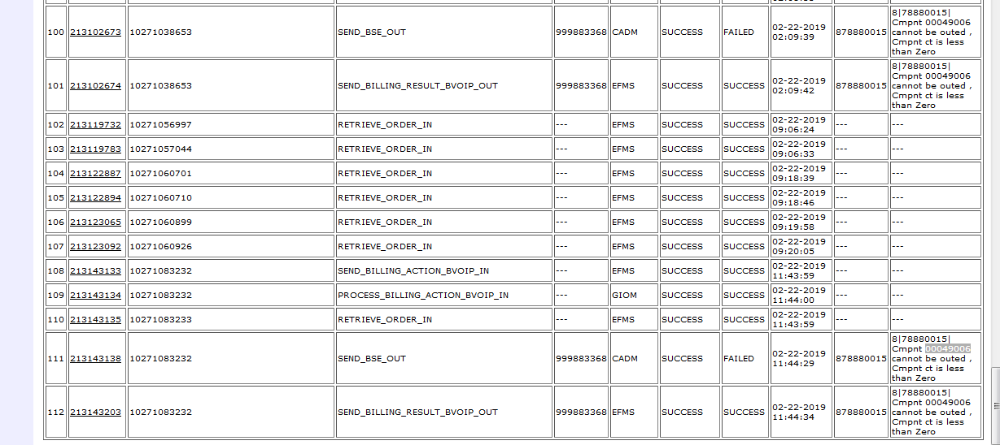 100 213102673 10271038653 SEND_BSE_OUT 999883368 CADM SUCCESS FAILED 02-22-2019 02:09:39 878880015 8|78880015| Cmpnt 00049006 cannot be outed , Cmpnt ct is less than Zero
101 213102674 10271038653 SEND_BILLING_RESULT_BVOIP_OUT 999883368 EFMS SUCCESS SUCCESS 02-22-2019 02:09:42 878880015 8|78880015| Cmpnt 00049006 cannot be outed , Cmpnt ct is less than Zero
102 213119732 10271056997 RETRIEVE_ORDER_IN --- EFMS SUCCESS SUCCESS 02-22-2019 09:06:24 --- ---
103 213119783 10271057044 RETRIEVE_ORDER_IN --- EFMS SUCCESS SUCCESS 02-22-2019 09:06:33 --- ---
104 213122887 10271060701 RETRIEVE_ORDER_IN --- EFMS SUCCESS SUCCESS 02-22-2019 09:18:39 --- ---
105 213122894 10271060710 RETRIEVE_ORDER_IN --- EFMS SUCCESS SUCCESS 02-22-2019 09:18:46 --- ---
106 213123065 10271060899 RETRIEVE_ORDER_IN --- EFMS SUCCESS SUCCESS 02-22-2019 09:19:58 --- ---
107 213123092 10271060926 RETRIEVE_ORDER_IN --- EFMS SUCCESS SUCCESS 02-22-2019 09:20:05 --- ---
108 213143133 10271083232 SEND_BILLING_ACTION_BVOIP_IN --- EFMS SUCCESS SUCCESS 02-22-2019 11:43:59 --- ---
109 213143134 10271083232 PROCESS_BILLING_ACTION_BVOIP_IN --- GIOM SUCCESS SUCCESS 02-22-2019 11:44:00 --- ---
110 213143135 10271083233 RETRIEVE_ORDER_IN --- EFMS SUCCESS SUCCESS 02-22-2019 11:43:59 --- ---
111 213143138 10271083232 SEND_BSE_OUT 999883368 CADM SUCCESS FAILED 02-22-2019 11:44:29 878880015 8|78880015| Cmpnt 00049006 cannot be outed , Cmpnt ct is less than Zero
112 213143203 10271083232 SEND_BILLING_RESULT_BVOIP_OUT 999883368 EFMS SUCCESS SUCCESS 02-22-2019 11:44:34 878880015 8|78880015| Cmpnt 00049006 cannot be outed , Cmpnt ct is less than Zero